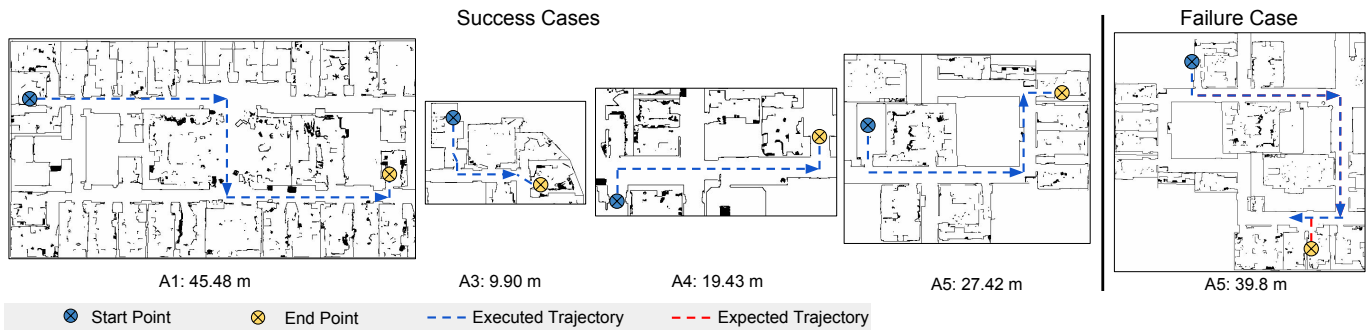 Success Cases
Failure Case
A1: 45.48 m
A3: 9.90 m
A4: 19.43 m
A5: 27.42 m
A5: 39.8 m
Start Point
End Point
Executed Trajectory
Expected Trajectory